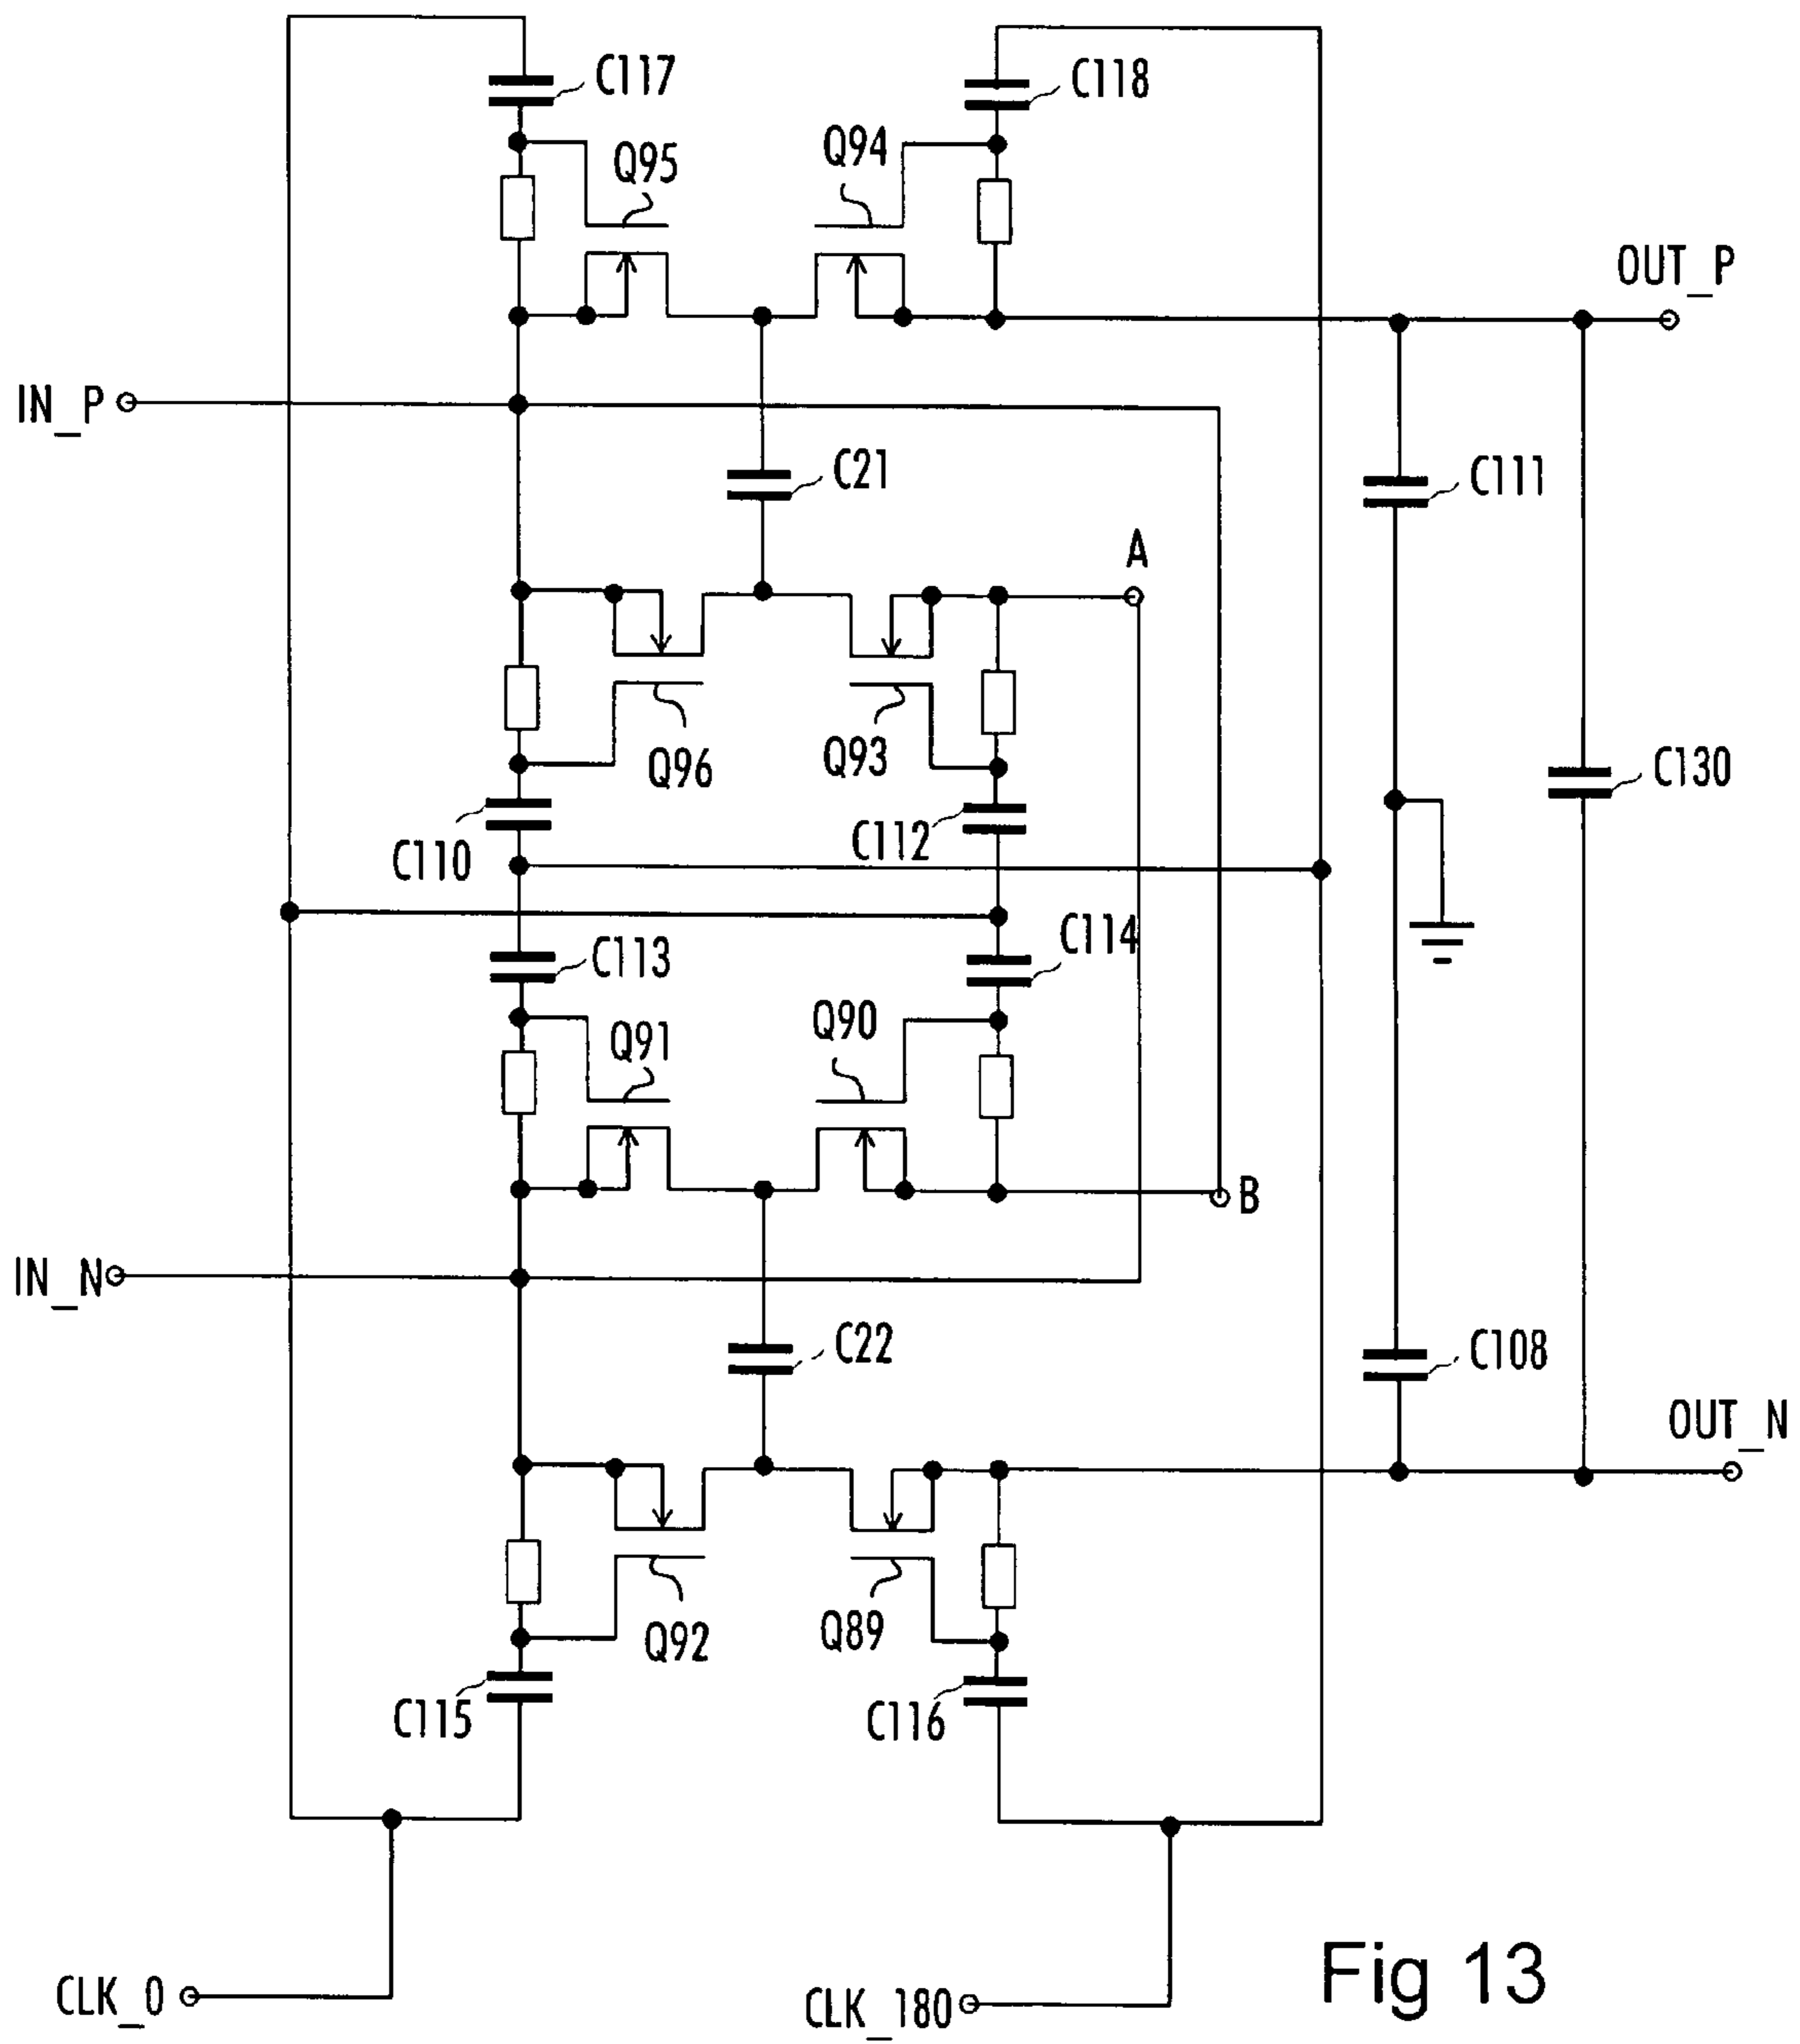 C117
C118
Q95
Q94
OUT_P
IN_P
C21
C111
A
Q96
Q93
C130
C110
C112
C113
C114
Q91
Q90
B
IN_N
C22
C108
OUT_N
Q92
Q89
C115
C116
CLK_0
CLK_180
Fig 13